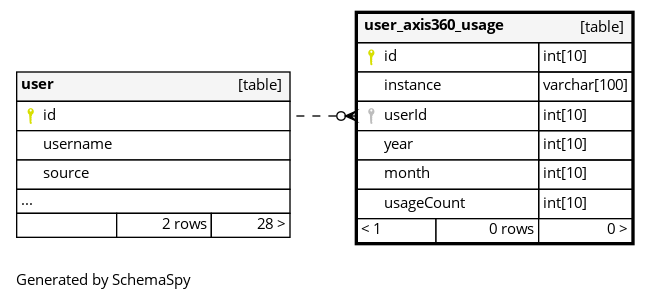 user [table]
id
username
source
...
2 rows 28 >
user_axis360_usage [table]
id int[10]
instance varchar[100]
userId int[10]
year int[10]
month int[10]
usageCount int[10]
< 1 0 rows 0 >
Generated by SchemaSpy